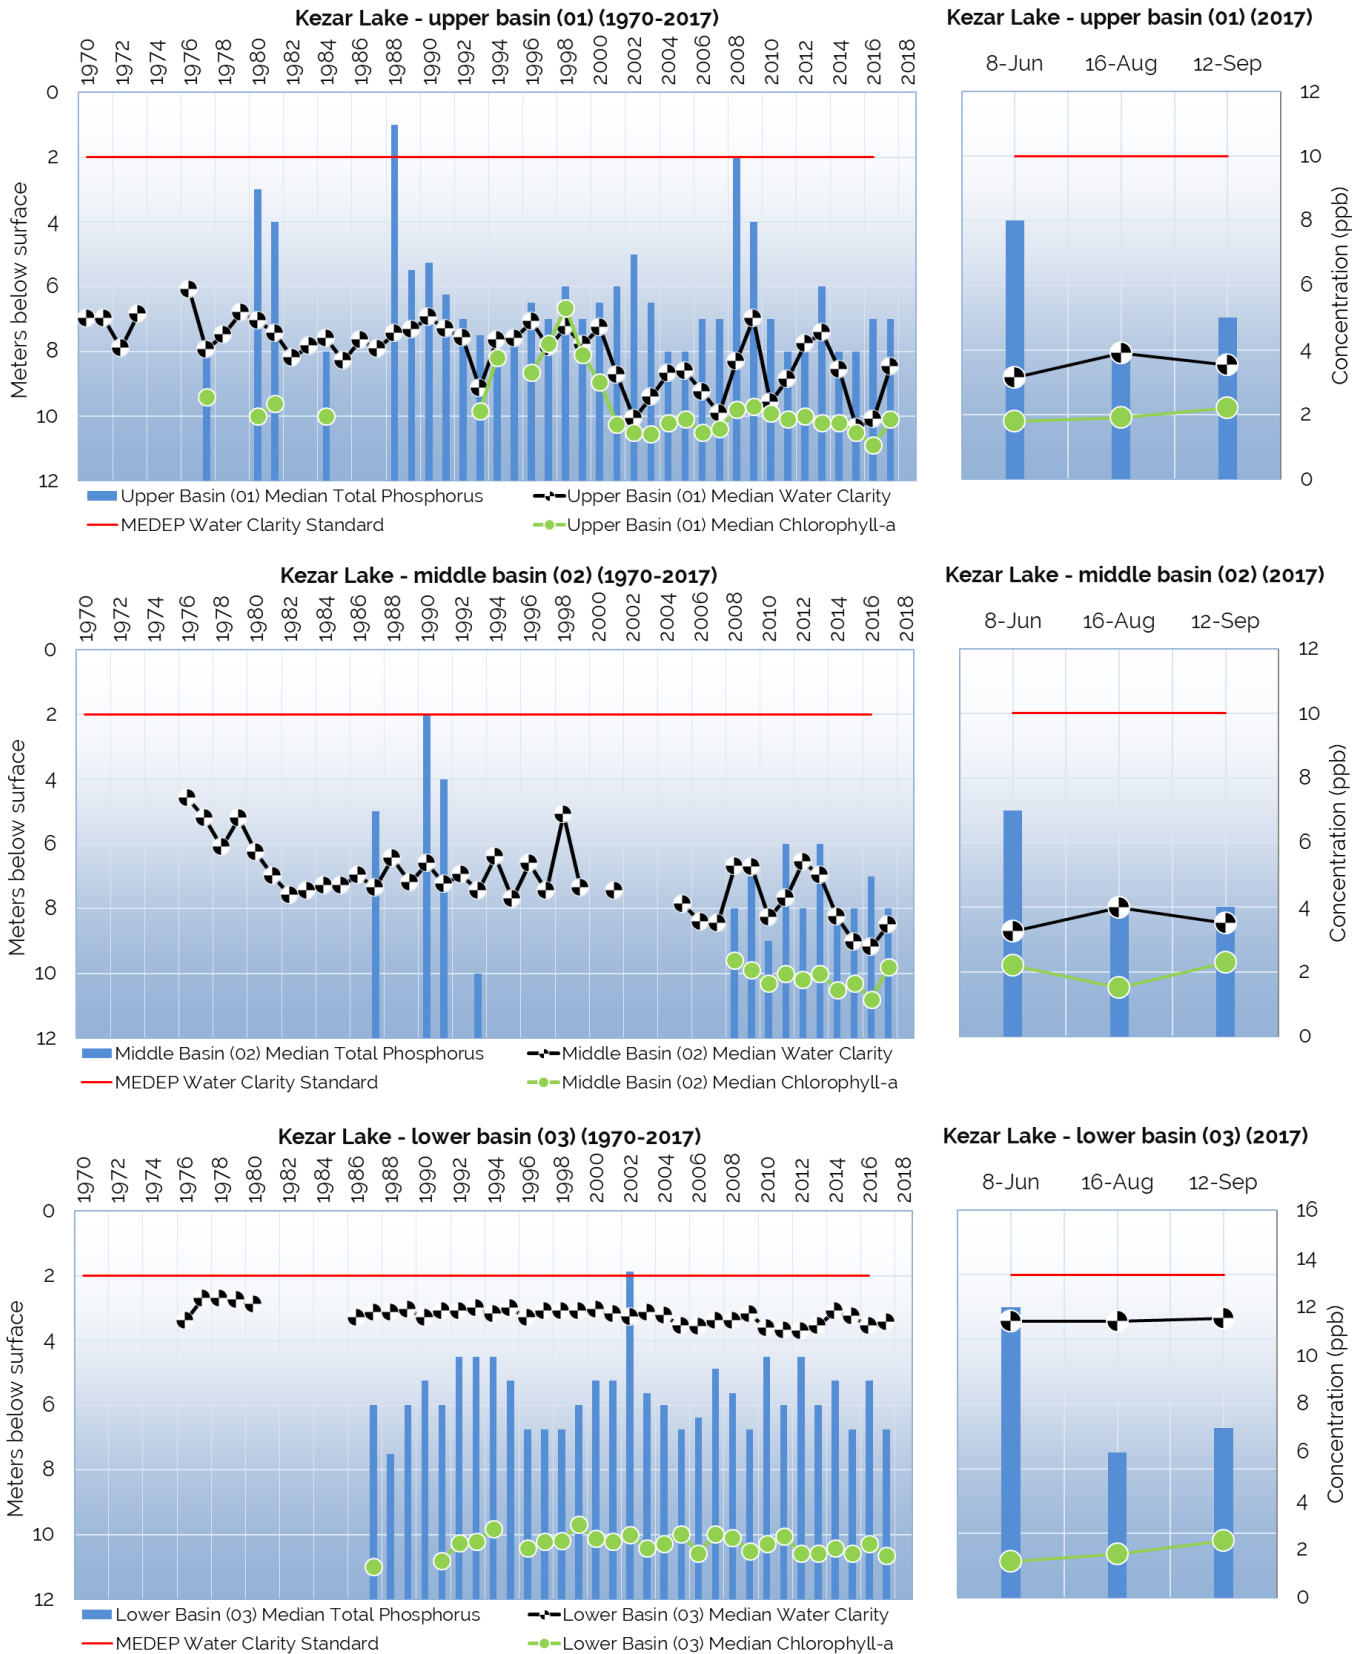 Kezar Lake - upper basin (01) (1970-2017)
1970 1972 1974 1976 1978 1980 1982 1984 1986 1988 1990 1992 1994 1996 1998 2000 2002 2004 2006 2008 2010 2012 2014 2016 2018
0
2
4
6
8
10
12
Meters below surface
Upper Basin (01) Median Total Phosphorus
Upper Basin (01) Median Water Clarity
MEDEP Water Clarity Standard
Upper Basin (01) Median Chlorophyll-a
Kezar Lake - upper basin (01) (2017)
8-Jun 16-Aug 12-Sep
12
10
8
6
4
2
0
Concentration (ppb)
Kezar Lake - middle basin (02) (1970-2017)
1970 1972 1974 1976 1978 1980 1982 1984 1986 1988 1990 1992 1994 1996 1998 2000 2002 2004 2006 2008 2010 2012 2014 2016 2018
0
2
4
6
8
10
12
Meters below surface
Middle Basin (02) Median Total Phosphorus
Middle Basin (02) Median Water Clarity
MEDEP Water Clarity Standard
Middle Basin (02) Median Chlorophyll-a
Kezar Lake - middle basin (02) (2017)
8-Jun 16-Aug 12-Sep
12
10
8
6
4
2
0
Concentration (ppb)
Kezar Lake - lower basin (03) (1970-2017)
1970 1972 1974 1976 1978 1980 1982 1984 1986 1988 1990 1992 1994 1996 1998 2000 2002 2004 2006 2008 2010 2012 2014 2016 2018
0
2
4
6
8
10
12
Meters below surface
Lower Basin (03) Median Total Phosphorus
Lower Basin (03) Median Water Clarity
MEDEP Water Clarity Standard
Lower Basin (03) Median Chlorophyll-a
Kezar Lake - lower basin (03) (2017)
8-Jun 16-Aug 12-Sep
16
14
12
10
8
6
4
2
0
Concentration (ppb)